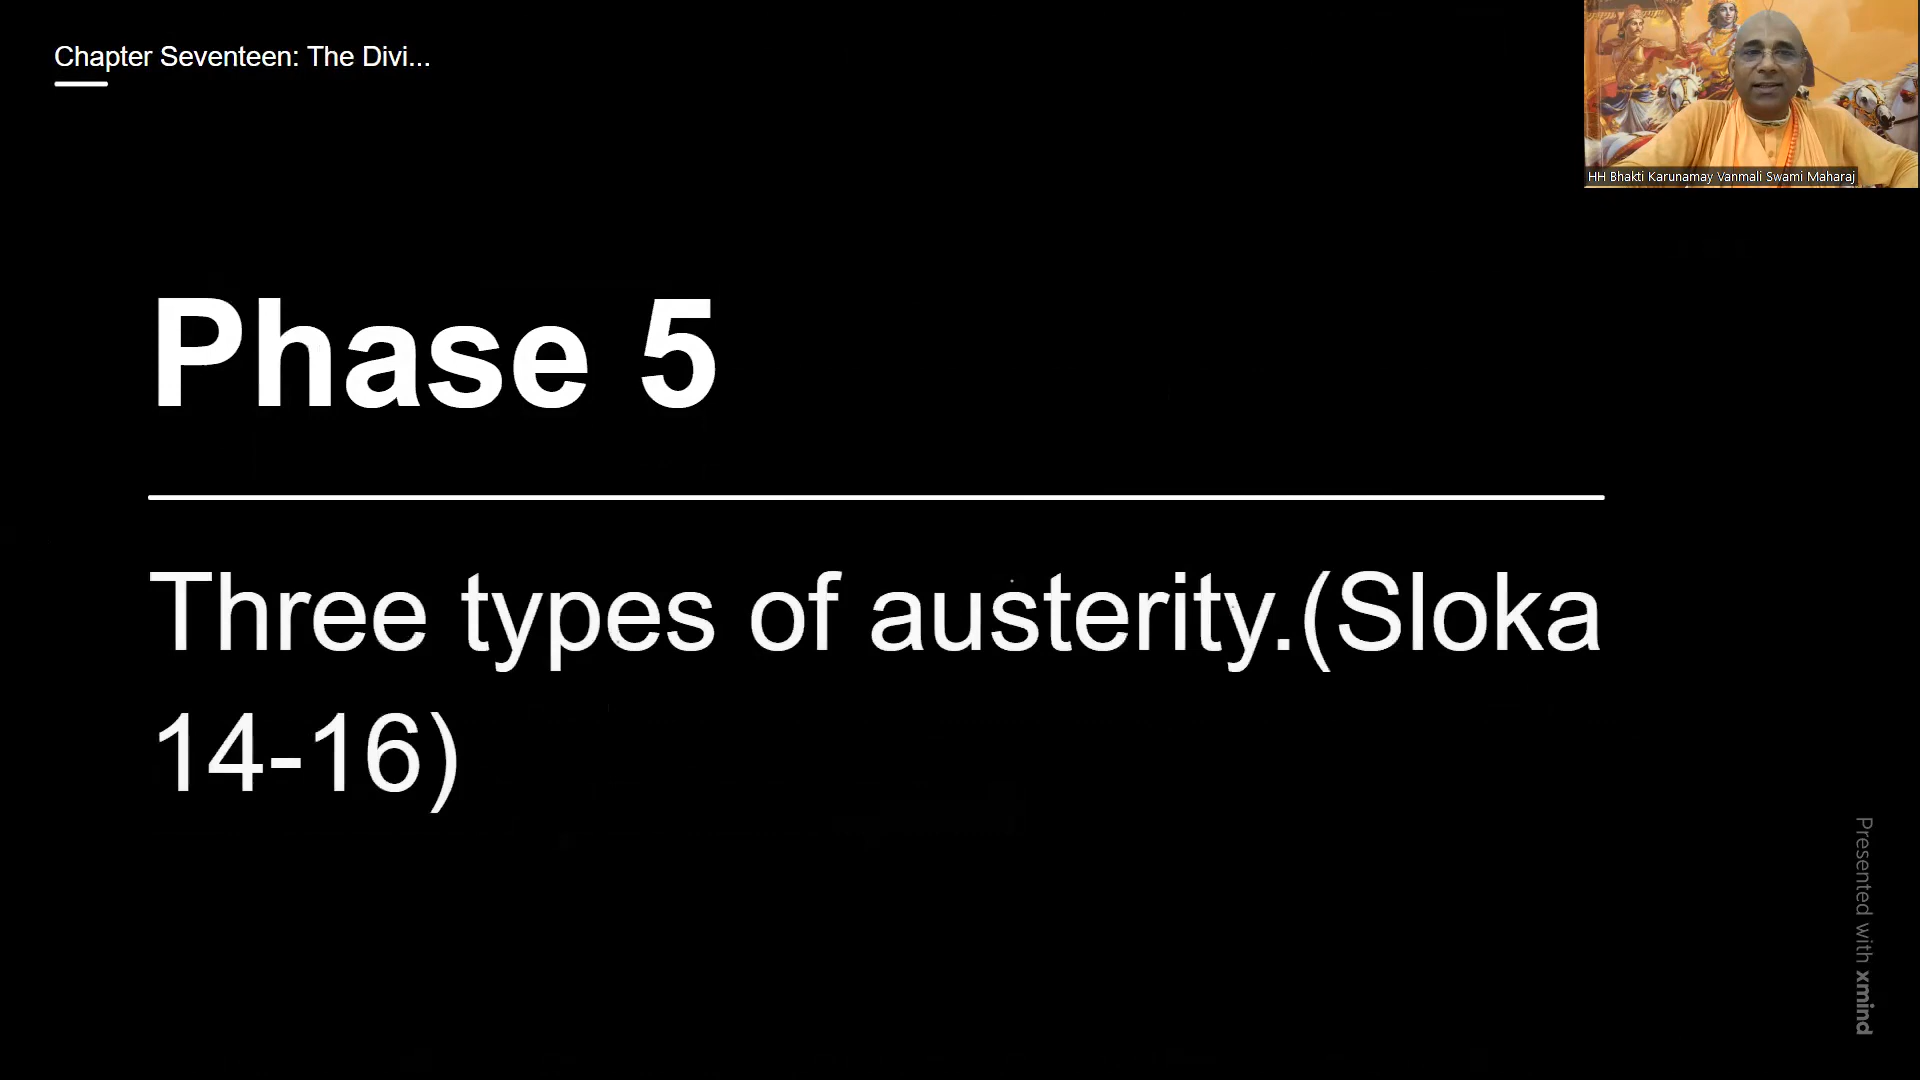 Chapter Seventeen: The Divi...
HH Bhakti Karunamay Vanmali Swami Maharaj
Phase 5
Three types of austerity.(Sloka
14-16)
Presented with xmind